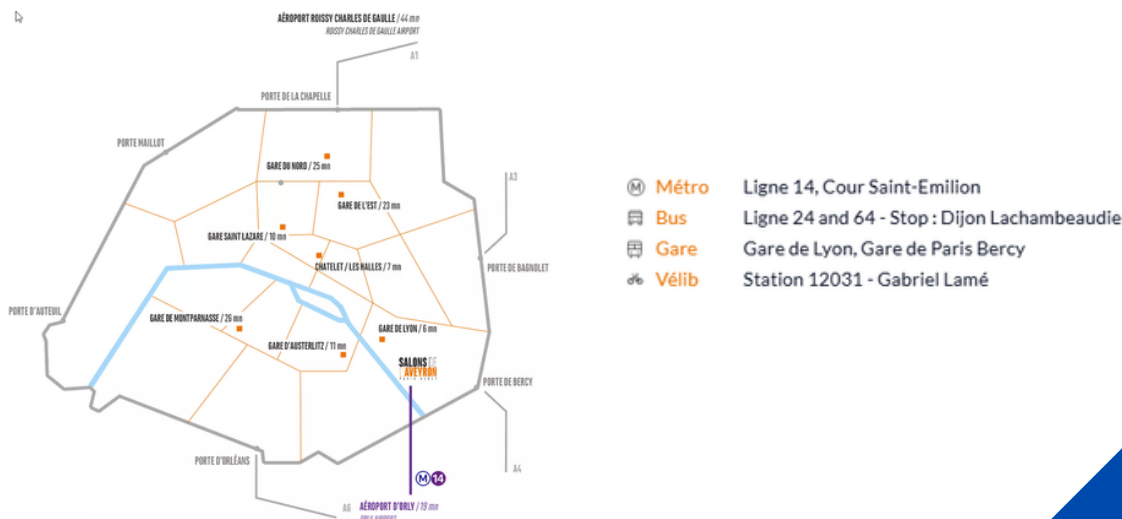 AÉROPORT ROISSY CHARLES DE GAULLE / 44 mn
ROISSY CHARLES DE GAULLE AIRPORT
A1
PORTE DE LA CHAPELLE
PORTE MAILLOT
GARE DU NORD / 25 mn
A3
GARE DE L'EST / 23 mn
GARE SAINT LAZARE / 10 mn
CHATELET / LES HALLES / 7 mn
PORTE DE BAGNOLET
PORTE D'AUTEUIL
GARE DE MONTPARNASSE / 26 mn
GARE DE LYON / 6 mn
GARE D'AUSTERLITZ / 11 mn
SALONS DE
L'AVEYRON
PARIS BERCY
PORTE DE BERCY
PORTE D'ORLÉANS
A4
M 14
A6
AÉROPORT D'ORLY / 19 mn
ORLY AIRPORT
M Métro Ligne 14, Cour Saint-Emilion
Bus Ligne 24 and 64 - Stop : Dijon Lachambeaudie
Gare Gare de Lyon, Gare de Paris Bercy
Vélib Station 12031 - Gabriel Lamé